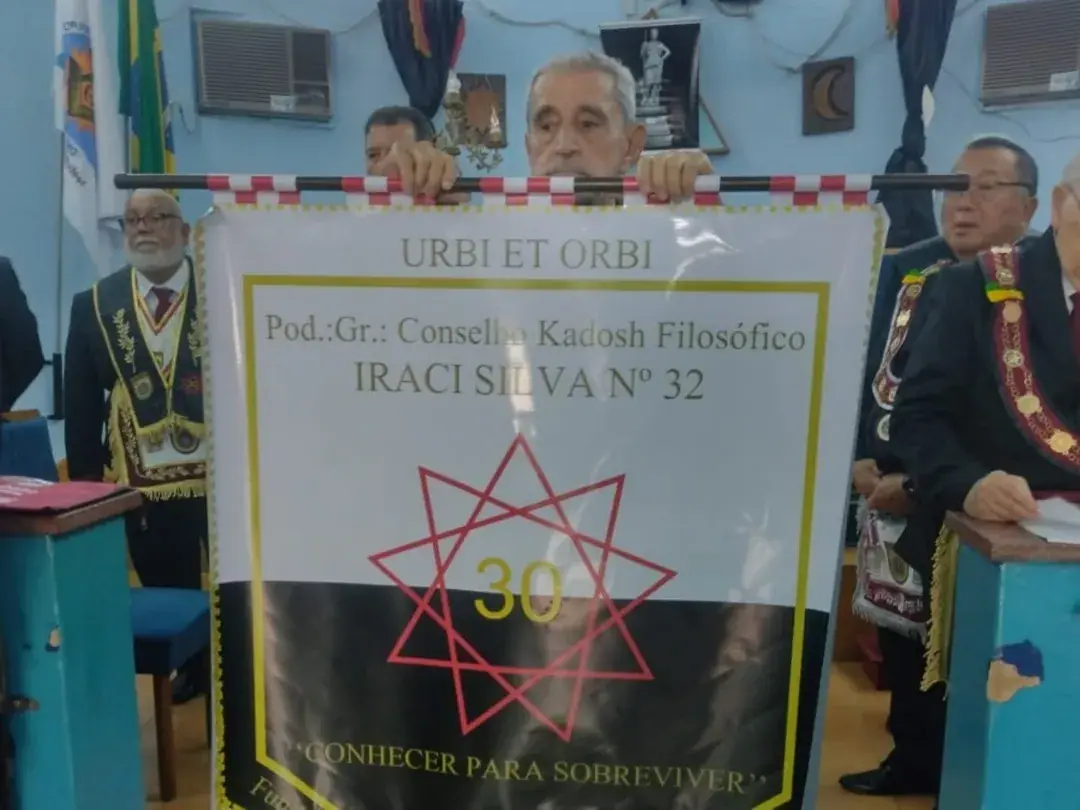 URBI ET ORBI
Pod.:Gr.: Conselho Kadosh Filosófico
IRACI SILVA Nº 32
30
‘‘CONHECER PARA SOBREVIVER’’